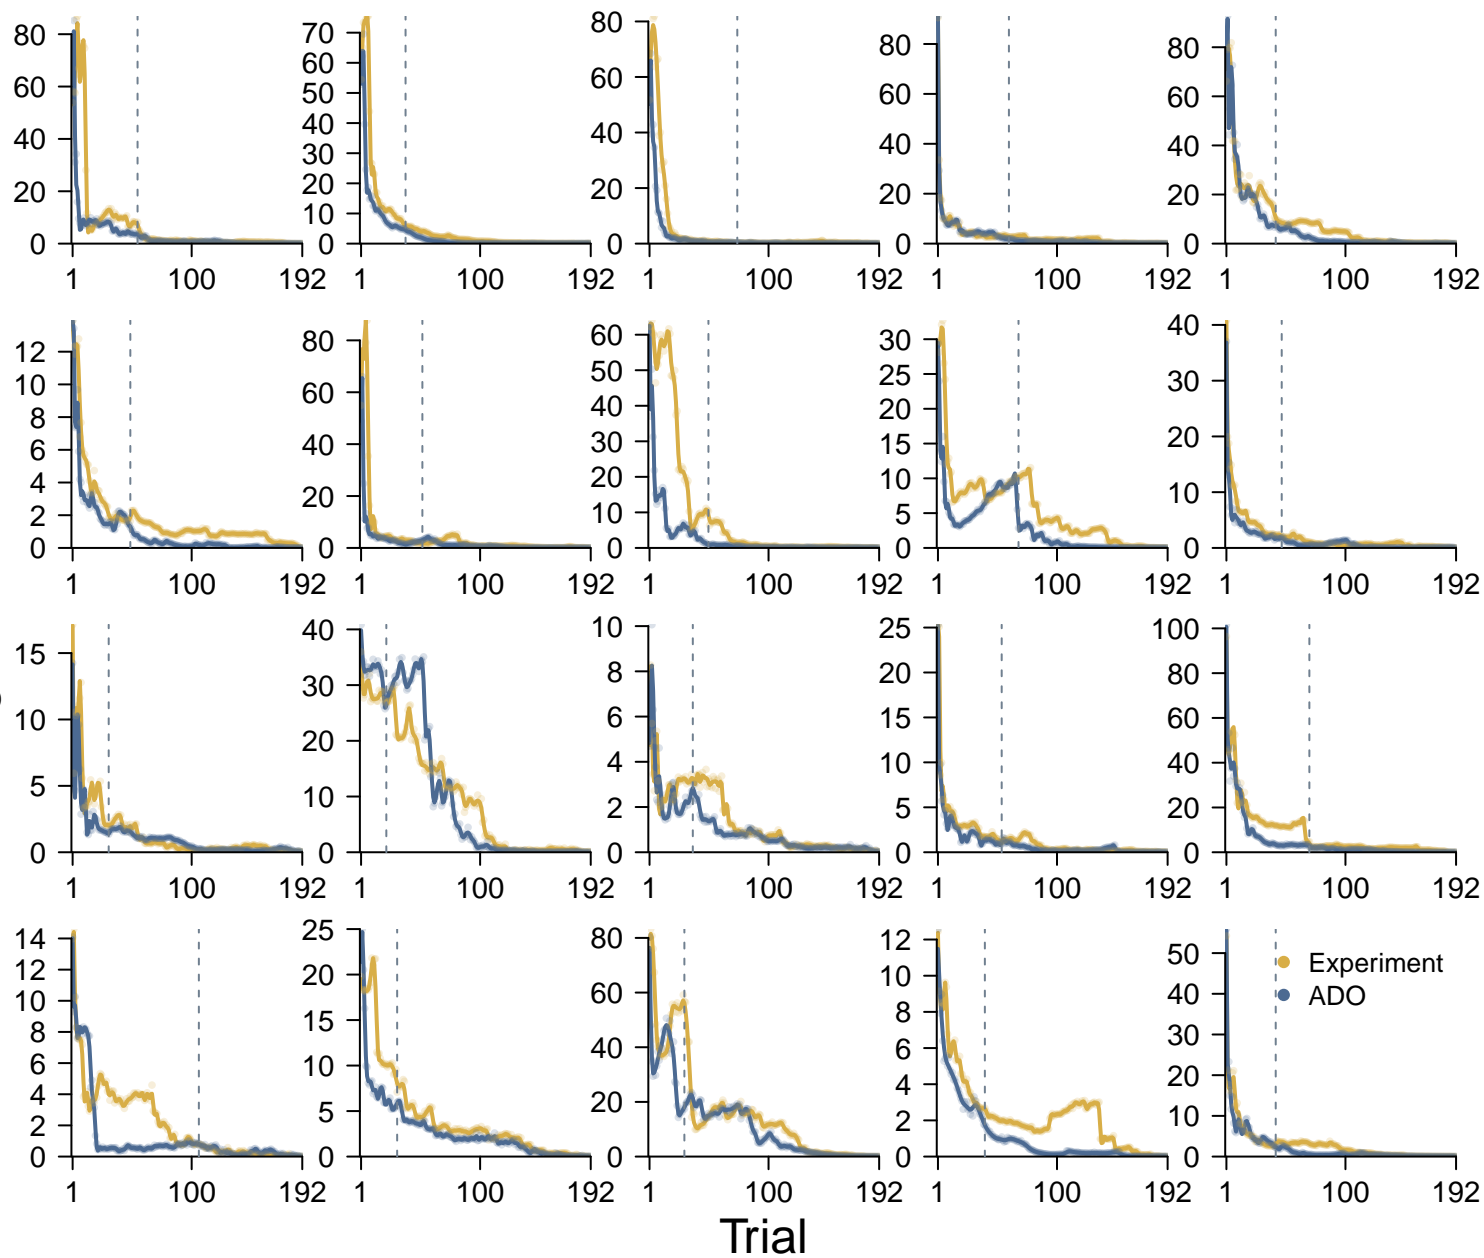 80 60 40 20 0 1 100 192
70 60 50 40 30 20 10 0 1 100 192
80 60 40 20 0 1 100 192
80 60 40 20 0 1 100 192
80 60 40 20 0 1 100 192
12 10 8 6 4 2 0 1 100 192
80 60 40 20 0 1 100 192
60 50 40 30 20 10 0 1 100 192
30 25 20 15 10 5 0 1 100 192
40 30 20 10 0 1 100 192
15 10 5 0 1 100 192
40 30 20 10 0 1 100 192
10 8 6 4 2 0 1 100 192
25 20 15 10 5 0 1 100 192
100 80 60 40 20 0 1 100 192
14 12 10 8 6 4 2 0 1 100 192
25 20 15 10 5 0 1 100 192
80 60 40 20 0 1 100 192
12 10 8 6 4 2 0 1 100 192
50 40 30 20 10 0 1 100 192
Experiment
ADO
Trial